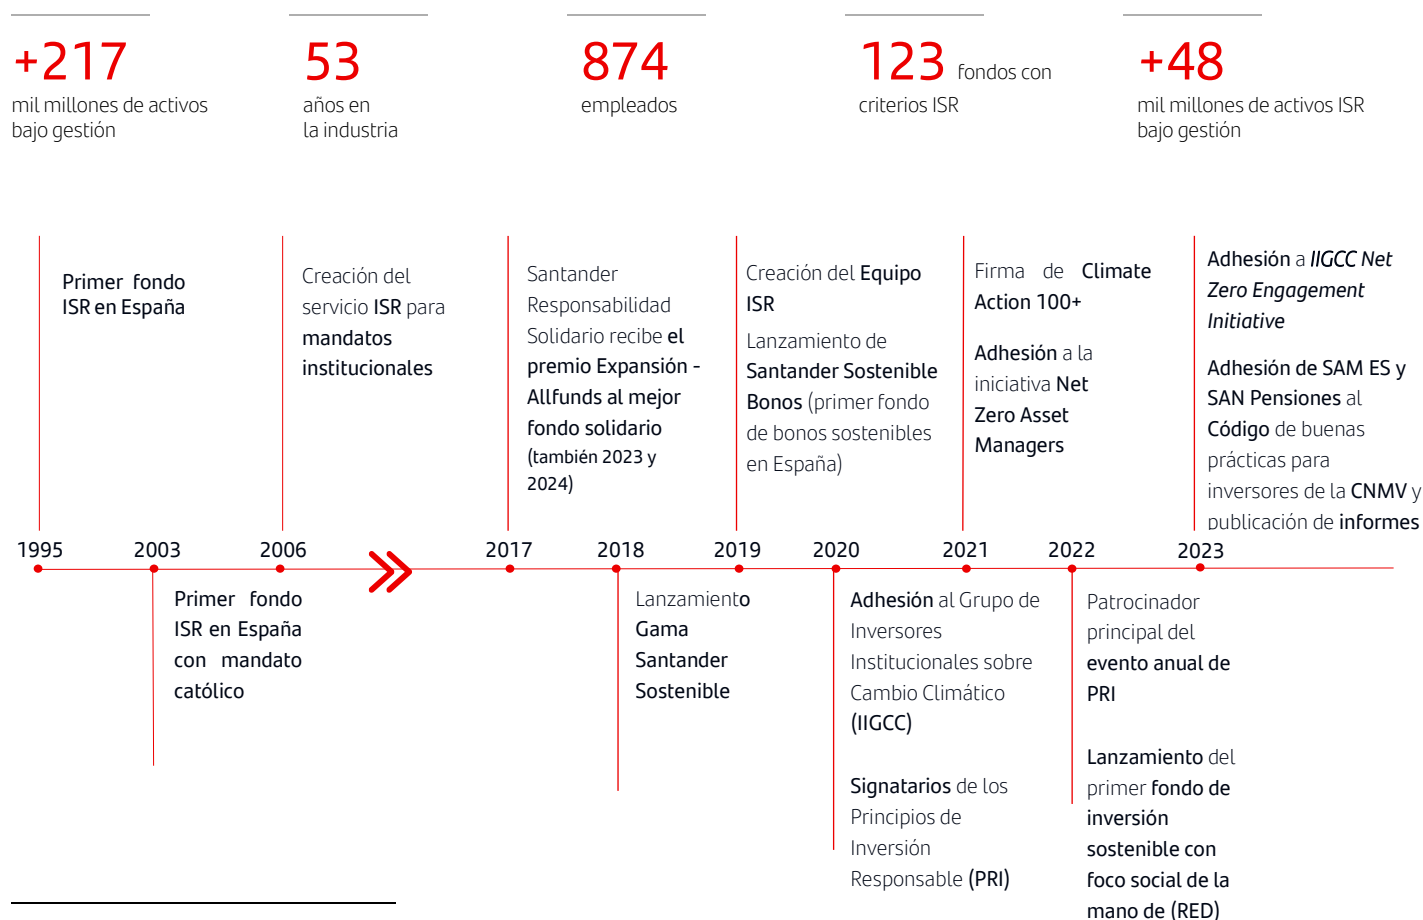 +217
mil millones de activos
bajo gestión
53
años en
la industria
874
empleados
123 fondos con
criterios ISR
+48
mil millones de activos ISR
bajo gestión
Primer fondo
ISR en España
Creación del
servicio ISR para
mandatos
institucionales
Santander
Responsabilidad
Solidario recibe el
premio Expansión -
Allfunds al mejor
fondo solidario
(también 2023 y
2024)
Creación del Equipo
ISR
Lanzamiento de
Santander Sostenible
Bonos (primer fondo
de bonos sostenibles
en España)
Firma de Climate
Action 100+
Adhesión a la
iniciativa Net
Zero Asset
Managers
Adhesión a IIGCC Net
Zero Engagement
Initiative
Adhesión de SAM ES y
SAN Pensiones al
Código de buenas
prácticas para
inversores de la CNMV y
publicación de informes
1995 2003 2006 2017 2018 2019 2020 2021 2022 2023
Primer fondo
ISR en España
con mandato
católico
Lanzamiento
Gama
Santander
Sostenible
Adhesión al Grupo de
Inversores
Institucionales sobre
Cambio Climático
(IIGCC)
Signatarios de los
Principios de
Inversión
Responsable (PRI)
Patrocinador
principal del
evento anual de
PRI
Lanzamiento del
primer fondo de
inversión
sostenible con
foco social de la
mano de (RED)